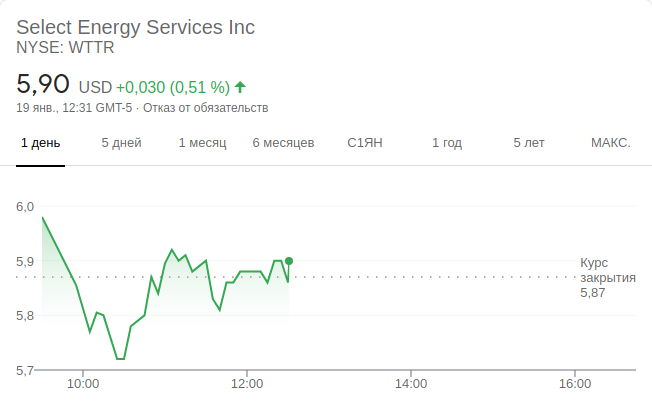 Select Energy Services Inc
NYSE: WTTR
5,90 USD +0,030 (0,51 %)
19 янв., 12:31 GMT-5 · Отказ от обязательств
1 день 5 дней 1 месяц 6 месяцев С1ЯН 1 год 5 лет МАКС.
6,0
5,9
5,8
5,7
Курс
закрытия
5,87
10:00 12:00 14:00 16:00